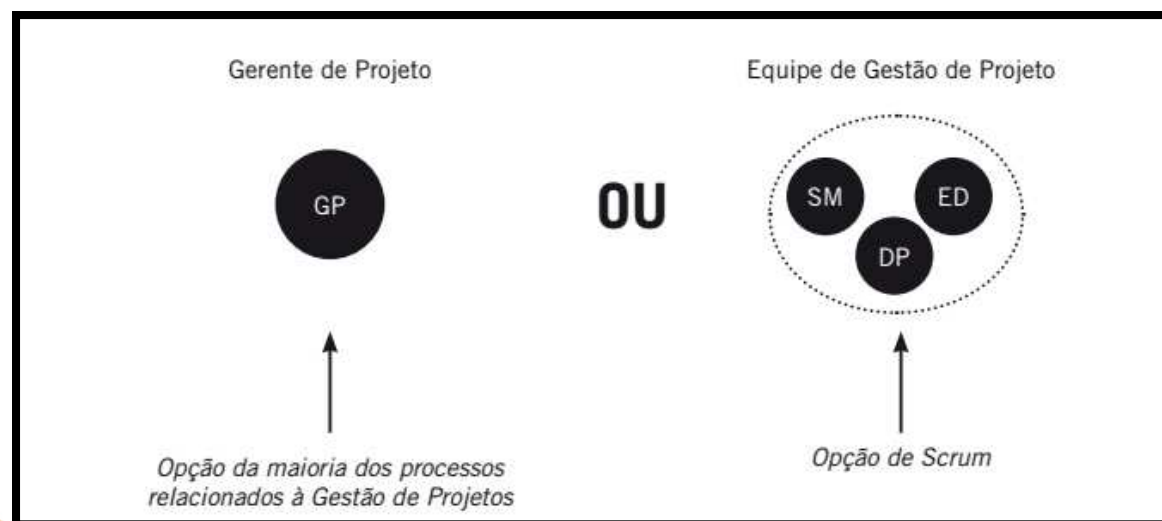 Gerente de Projeto
Equipe de Gestão de Projeto
GP
OU
SM
ED
DP
Opção da maioria dos processos
relacionados à Gestão de Projetos
Opção de Scrum